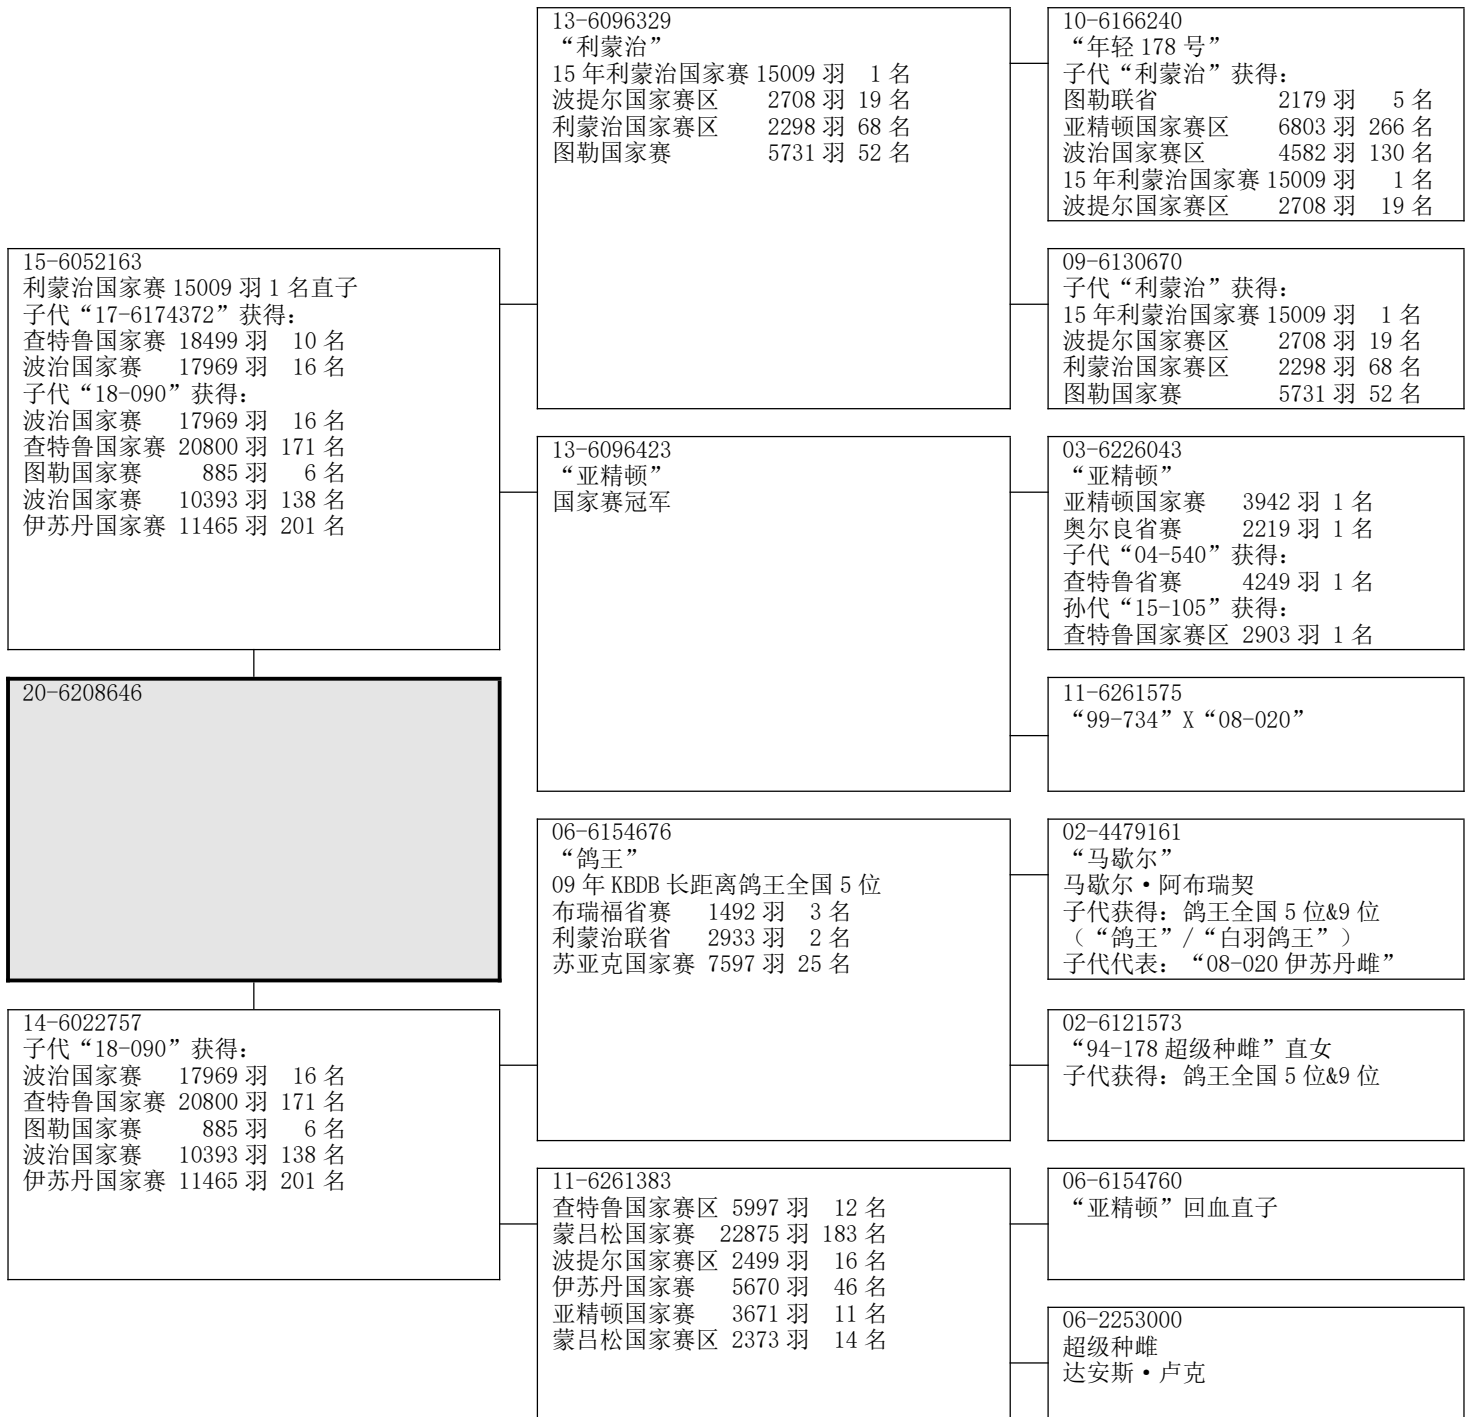 13-6096329
“利蒙治”
15 年利蒙治国家赛 15009 羽 1 名
波提尔国家赛区 2708 羽 19 名
利蒙治国家赛区 2298 羽 68 名
图勒国家赛 5731 羽 52 名
10-6166240
“年轻 178 号”
子代“利蒙治”获得：
图勒联省 2179 羽 5 名
亚精顿国家赛区 6803 羽 266 名
波治国家赛区 4582 羽 130 名
15 年利蒙治国家赛 15009 羽 1 名
波提尔国家赛区 2708 羽 19 名
15-6052163
利蒙治国家赛 15009 羽 1 名直子
子代“17-6174372”获得：
查特鲁国家赛 18499 羽 10 名
波治国家赛 17969 羽 16 名
子代“18-090”获得：
波治国家赛 17969 羽 16 名
查特鲁国家赛 20800 羽 171 名
图勒国家赛 885 羽 6 名
波治国家赛 10393 羽 138 名
伊苏丹国家赛 11465 羽 201 名
09-6130670
子代“利蒙治”获得：
15 年利蒙治国家赛 15009 羽 1 名
波提尔国家赛区 2708 羽 19 名
利蒙治国家赛区 2298 羽 68 名
图勒国家赛 5731 羽 52 名
13-6096423
“亚精顿”
国家赛冠军
03-6226043
“亚精顿”
亚精顿国家赛 3942 羽 1 名
奥尔良省赛 2219 羽 1 名
子代“04-540”获得：
查特鲁省赛 4249 羽 1 名
孙代“15-105”获得：
查特鲁国家赛区 2903 羽 1 名
20-6208646
11-6261575
“99-734”X“08-020”
06-6154676
“鸽王”
09 年 KBDB 长距离鸽王全国 5 位
布瑞福省赛 1492 羽 3 名
利蒙治联省 2933 羽 2 名
苏亚克国家赛 7597 羽 25 名
02-4479161
“马歇尔”
马歇尔•阿布瑞契
子代获得：鸽王全国 5 位&9 位
（“鸽王”/“白羽鸽王”）
子代代表：“08-020 伊苏丹雌”
14-6022757
子代“18-090”获得：
波治国家赛 17969 羽 16 名
查特鲁国家赛 20800 羽 171 名
图勒国家赛 885 羽 6 名
波治国家赛 10393 羽 138 名
伊苏丹国家赛 11465 羽 201 名
02-6121573
“94-178 超级种雌”直女
子代获得：鸽王全国 5 位&9 位
11-6261383
查特鲁国家赛区 5997 羽 12 名
蒙吕松国家赛 22875 羽 183 名
波提尔国家赛区 2499 羽 16 名
伊苏丹国家赛 5670 羽 46 名
亚精顿国家赛 3671 羽 11 名
蒙吕松国家赛区 2373 羽 14 名
06-6154760
“亚精顿”回血直子
06-2253000
超级种雌
达安斯•卢克